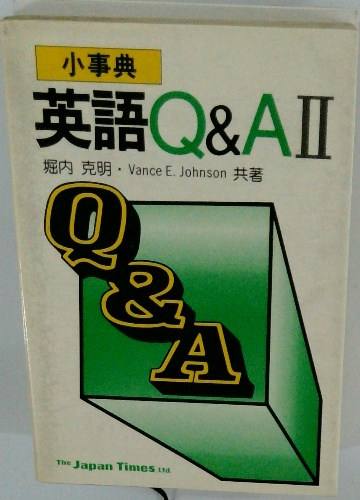 小事典
英語Q&AⅡ
堀内 克明・Vance E. Johnson 共著
Q
&
A
The Japan Times, Ltd.